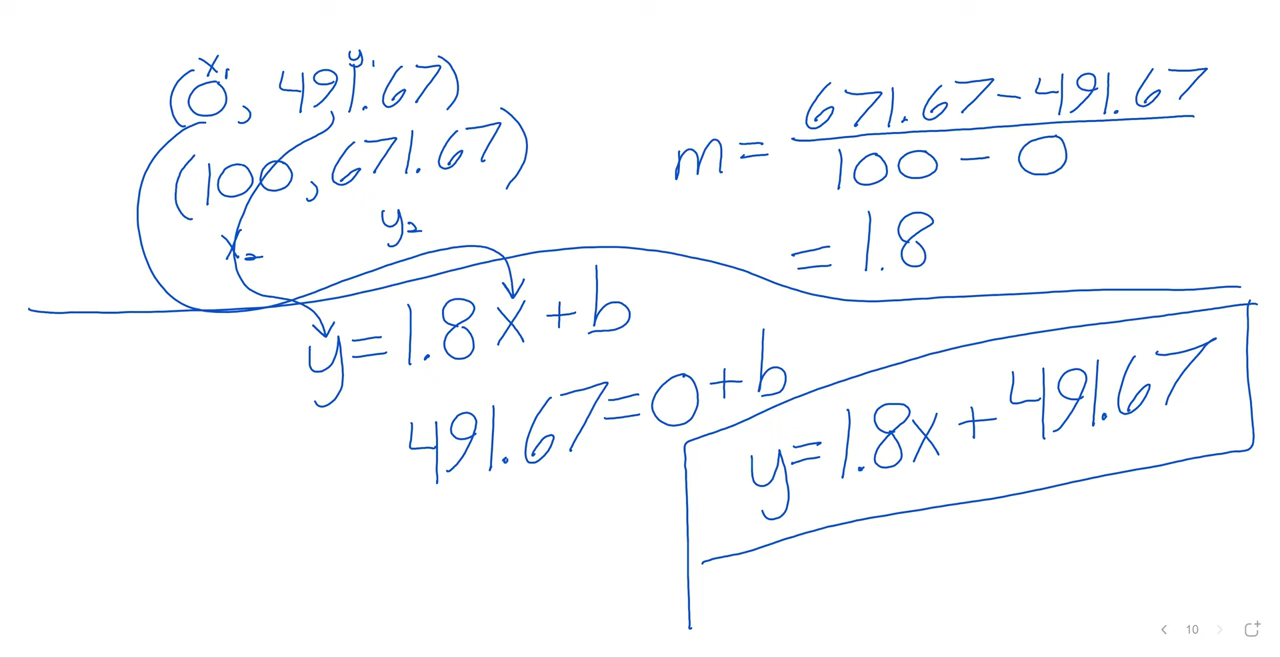 x₁ y₁
(0, 491.67)
(100, 671.67)
x₂ y₂
m = (671.67 - 491.67) / (100 - 0)
= 1.8
y = 1.8x + b
491.67 = 0 + b
y = 1.8x + 491.67
< 10 >